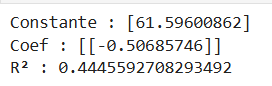 Constante : [61.59600862]
Coef : [[-0.50685746]]
R² : 0.4445592708293492